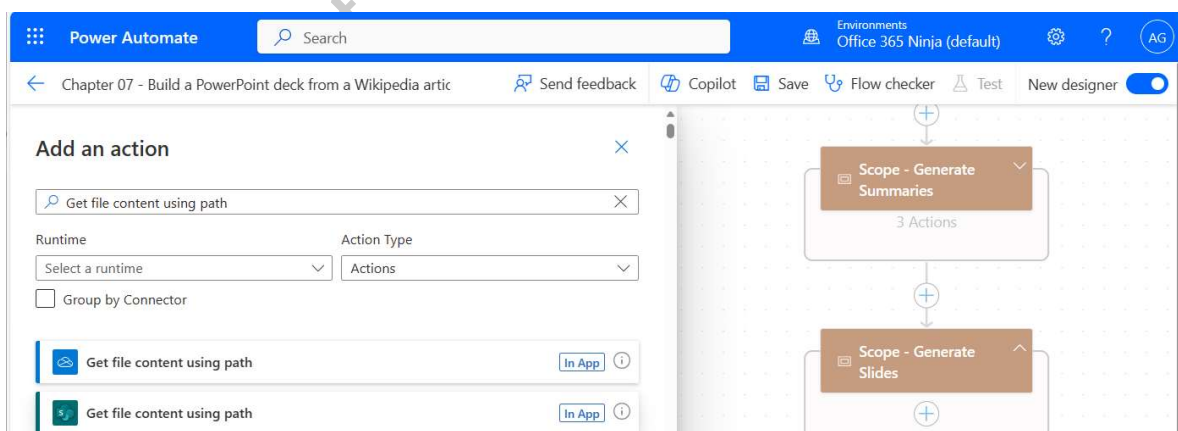 Power Automate
Search
Environments
Office 365 Ninja (default)
?
AG
Chapter 07 - Build a PowerPoint deck from a Wikipedia artic
Send feedback
Copilot
Save
Flow checker
Test
New designer
Add an action
Get file content using path
Runtime
Action Type
Select a runtime
Actions
Group by Connector
Get file content using path
In App
Get file content using path
In App
Scope - Generate
Summaries
3 Actions
Scope - Generate
Slides